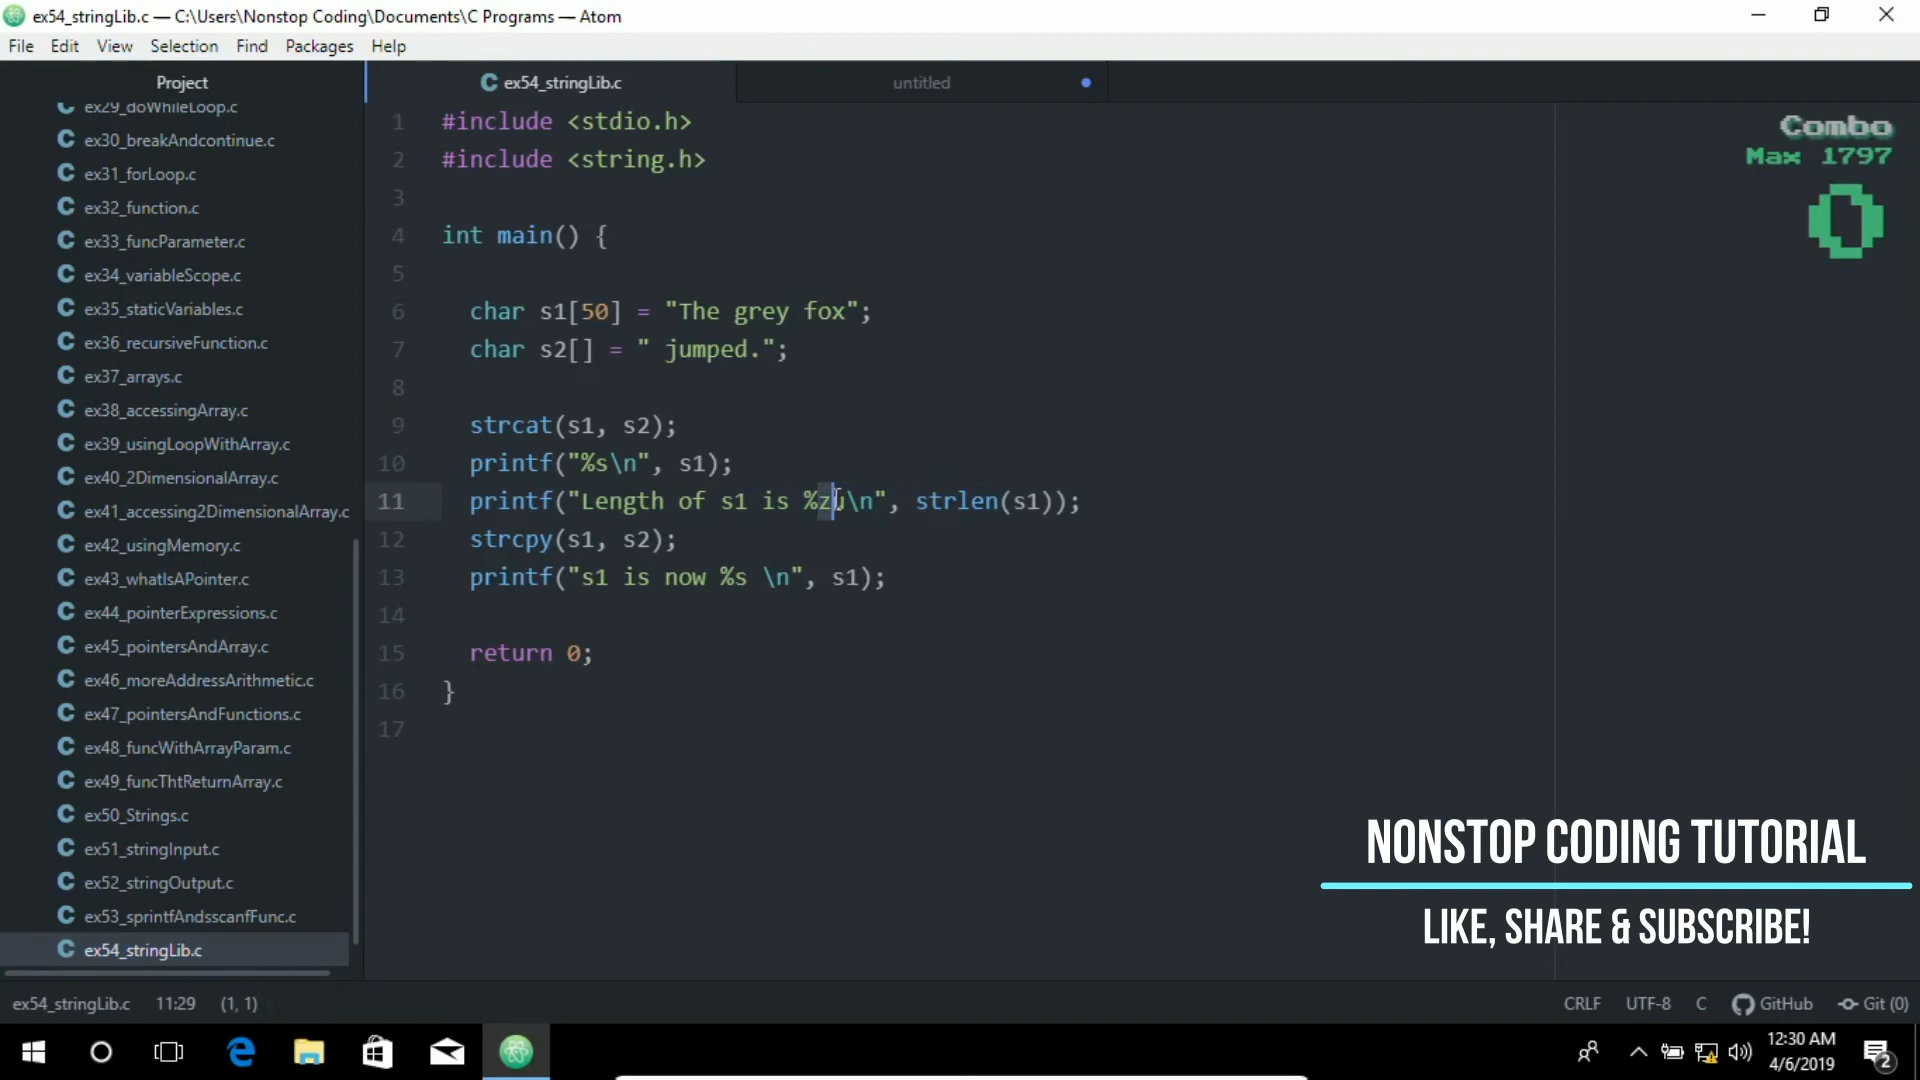 ex54_stringLib.c — C:\Users\Nonstop Coding\Documents\C Programs — Atom
File Edit View Selection Find Packages Help
Project
ex29_doWhileLoop.c
ex30_breakAndcontinue.c
ex31_forLoop.c
ex32_function.c
ex33_funcParameter.c
ex34_variableScope.c
ex35_staticVariables.c
ex36_recursiveFunction.c
ex37_arrays.c
ex38_accessingArray.c
ex39_usingLoopWithArray.c
ex40_2DimensionalArray.c
ex41_accessing2DimensionalArray.c
ex42_usingMemory.c
ex43_whatIsAPointer.c
ex44_pointerExpressions.c
ex45_pointersAndArray.c
ex46_moreAddressArithmetic.c
ex47_pointersAndFunctions.c
ex48_funcWithArrayParam.c
ex49_funcThtReturnArray.c
ex50_Strings.c
ex51_stringInput.c
ex52_stringOutput.c
ex53_sprintfAndsscanfFunc.c
ex54_stringLib.c
ex54_stringLib.c untitled
1 #include <stdio.h>
2 #include <string.h>
3
4 int main() {
5
6 char s1[50] = "The grey fox";
7 char s2[] = " jumped.";
8
9 strcat(s1, s2);
10 printf("%s\n", s1);
11 printf("Length of s1 is %zu\n", strlen(s1));
12 strcpy(s1, s2);
13 printf("s1 is now %s \n", s1);
14
15 return 0;
16 }
17
Combo
Max 1797
0
NONSTOP CODING TUTORIAL
LIKE, SHARE & SUBSCRIBE!
ex54_stringLib.c 11:29 (1, 1) CRLF UTF-8 C GitHub Git (0)
12:30 AM
4/6/2019
2